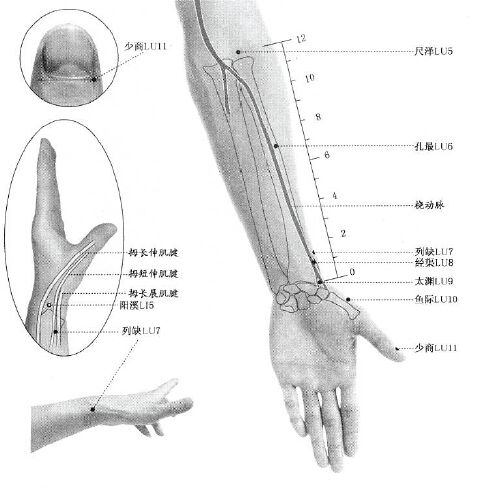 少商LU11
拇长伸肌腱
拇短伸肌腱
拇长展肌腱
阳溪LI5
列缺LU7
12
10
8
6
4
2
0
尺泽LU5
孔最LU6
桡动脉
列缺LU7
经渠LU8
太渊LU9
鱼际LU10
少商LU11